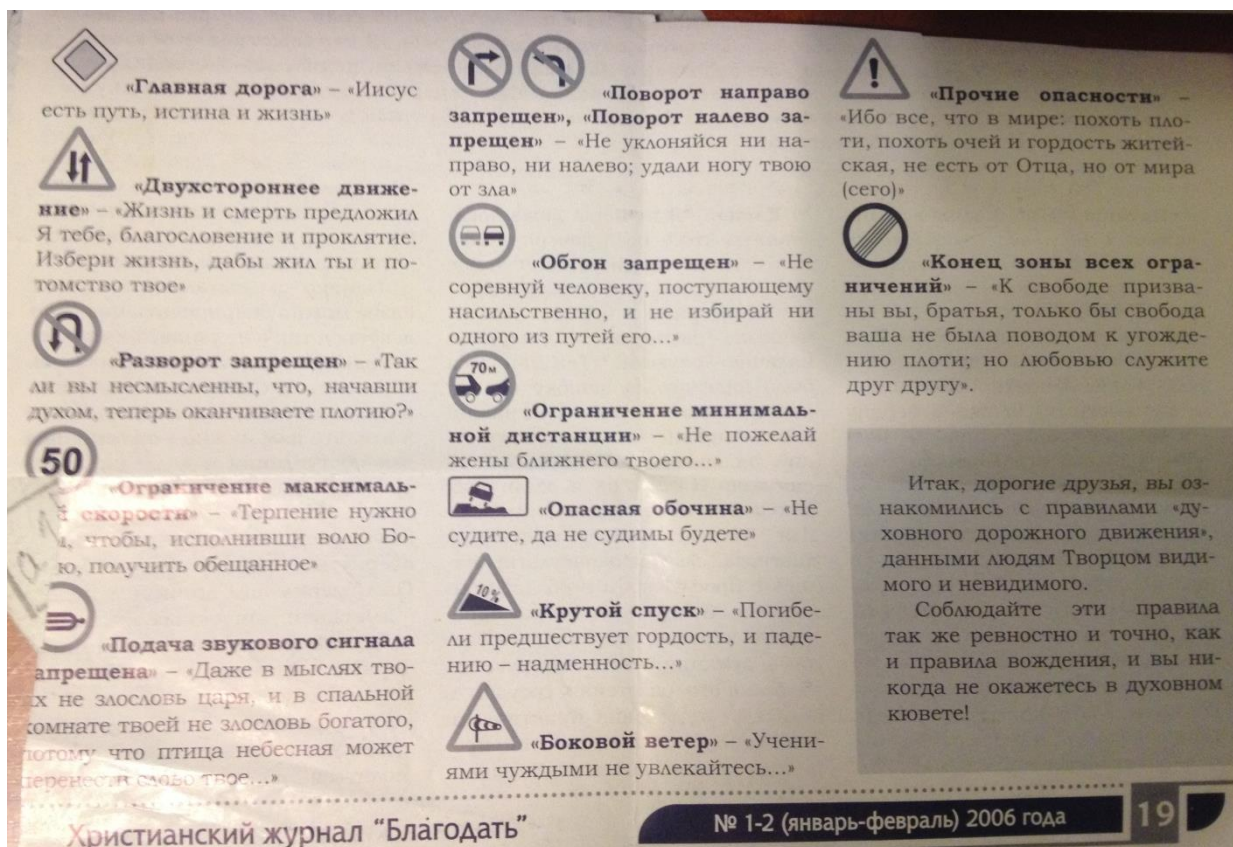 «Главная дорога» – «Иисус
есть путь, истина и жизнь»
«Двухстороннее движе-
ние» – «Жизнь и смерть предложил
Я тебе, благословение и проклятие.
Избери жизнь, дабы жил ты и по-
томство твое»
«Разворот запрещен» – «Так
ли вы несмысленны, что, начавши
духом, теперь оканчиваете плотию?»
50
«Ограничение максималь-
скорости» – «Терпение нужно
чтобы, исполнивши волю Бо-
ю, получить обещанное»
«Подача звукового сигнала
запрещена» – «Даже в мыслях тво-
их не злословь царя, и в спальной
комнате твоей не злословь богатого,
потому что птица небесная может
перенести слово твое...»
«Поворот направо
запрещен», «Поворот налево за-
прещен» – «Не уклоняйся ни на-
право, ни налево; удали ногу твою
от зла»
«Обгон запрещен» – «Не
соревнуй человеку, поступающему
насильственно, и не избирай ни
одного из путей его...»
70 м
«Ограничение минималь-
ной дистанции» – «Не пожелай
жены ближнего твоего...»
«Опасная обочина» – «Не
судите, да не судимы будете»
10%
«Крутой спуск» – «Погибе-
ли предшествует гордость, и паде-
нию – надменность...»
«Боковой ветер» – «Учени-
ями чуждыми не увлекайтесь...»
!
«Прочие опасности» –
«Ибо все, что в мире: похоть пло-
ти, похоть очей и гордость житей-
ская, не есть от Отца, но от мира
(сего)»
«Конец зоны всех огра-
ничений» – «К свободе призва-
ны вы, братья, только бы свобода
ваша не была поводом к угожде-
нию плоти; но любовью служите
друг другу».
Итак, дорогие друзья, вы оз-
накомились с правилами «ду-
ховного дорожного движения»,
данными людям Творцом види-
мого и невидимого.
Соблюдайте эти правила
так же ревностно и точно, как
и правила вождения, и вы ни-
когда не окажетесь в духовном
кювете!
Христианский журнал "Благодать"
№ 1-2 (январь-февраль) 2006 года
19